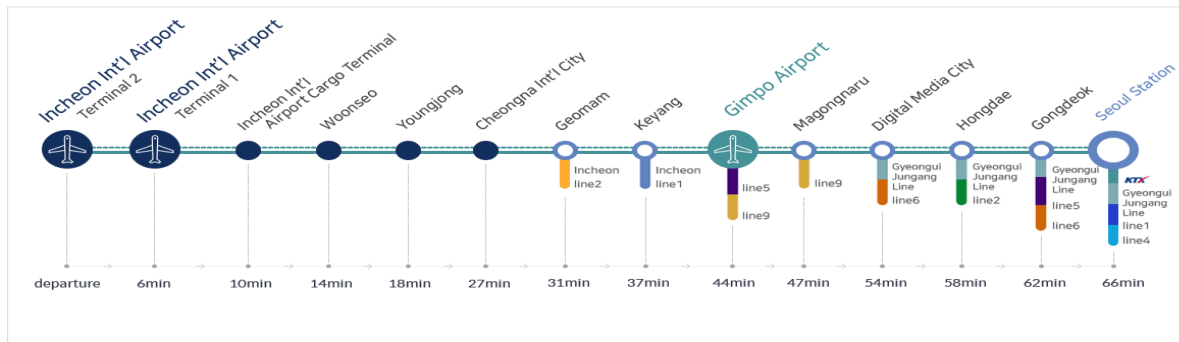 Incheon Int'l Airport
Terminal 2
Incheon Int'l Airport
Terminal 1
Incheon Int'l
Airport Cargo Terminal
Woonseo
Youngjong
Cheongna Int'l City
Geomam
Keyang
Gimpo Airport
Magongnaru
Digital Media City
Hongdae
Gongdeok
Seoul Station
Incheon
line2
Incheon
line1
line5
line9
line9
Gyeongui
Jungang
Line
line6
Gyeongui
Jungang
Line
line2
Gyeongui
Jungang
Line
line5
line6
KTX
Gyeongui
Jungang
Line
line1
line4
departure
6min
10min
14min
18min
27min
31min
37min
44min
47min
54min
58min
62min
66min